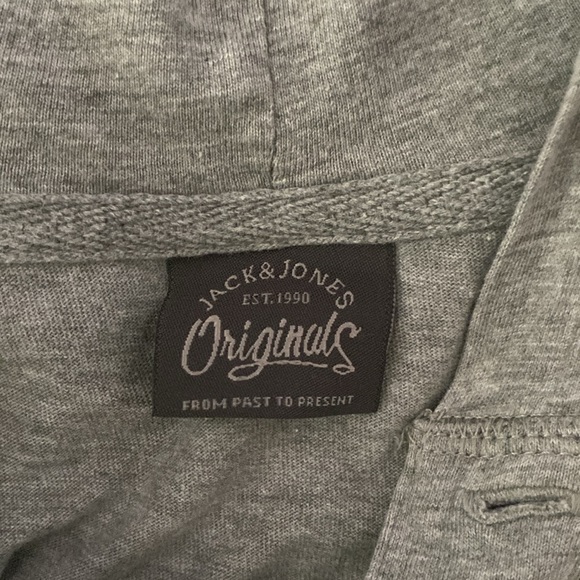 JACK & JONES
EST. 1990
Originals
FROM PAST TO PRESENT